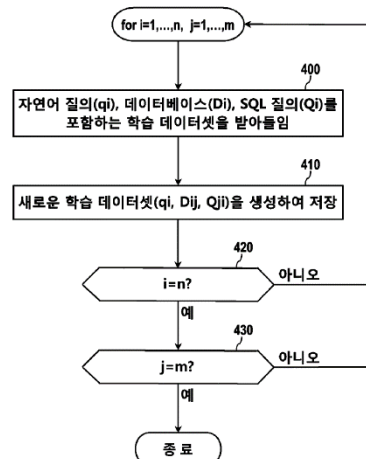 for i=1,...,n, j=1,...,m
400
자연어 질의(qi), 데이터베이스(Di), SQL 질의(Qi)를
포함하는 학습 데이터셋을 받아들임
410
새로운 학습 데이터셋(qi, Dij, Qji)을 생성하여 저장
420
i=n?
아니오
예
430
j=m?
아니오
예
종 료